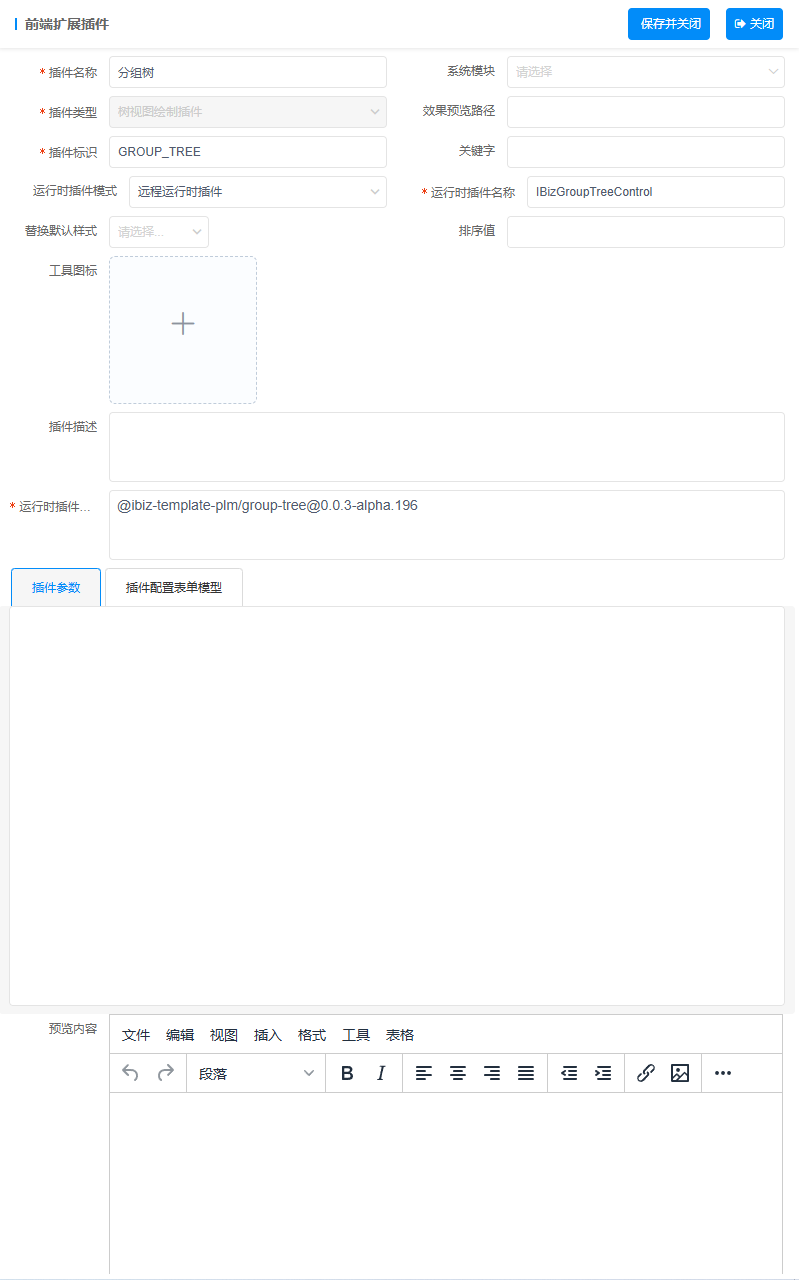 前端扩展插件
保存并关闭 关闭
* 插件名称 分组树 系统模块 请选择
* 插件类型 树视图绘制插件 效果预览路径
* 插件标识 GROUP_TREE 关键字
运行时插件模式 远程运行时插件 * 运行时插件名称 IBizGroupTreeControl
替换默认样式 请选择... 排序值
工具图标
插件描述
* 运行时插件... @ibiz-template-plm/group-tree@0.0.3-alpha.196
插件参数 插件配置表单模型
预览内容 文件 编辑 视图 插入 格式 工具 表格
段落 B I